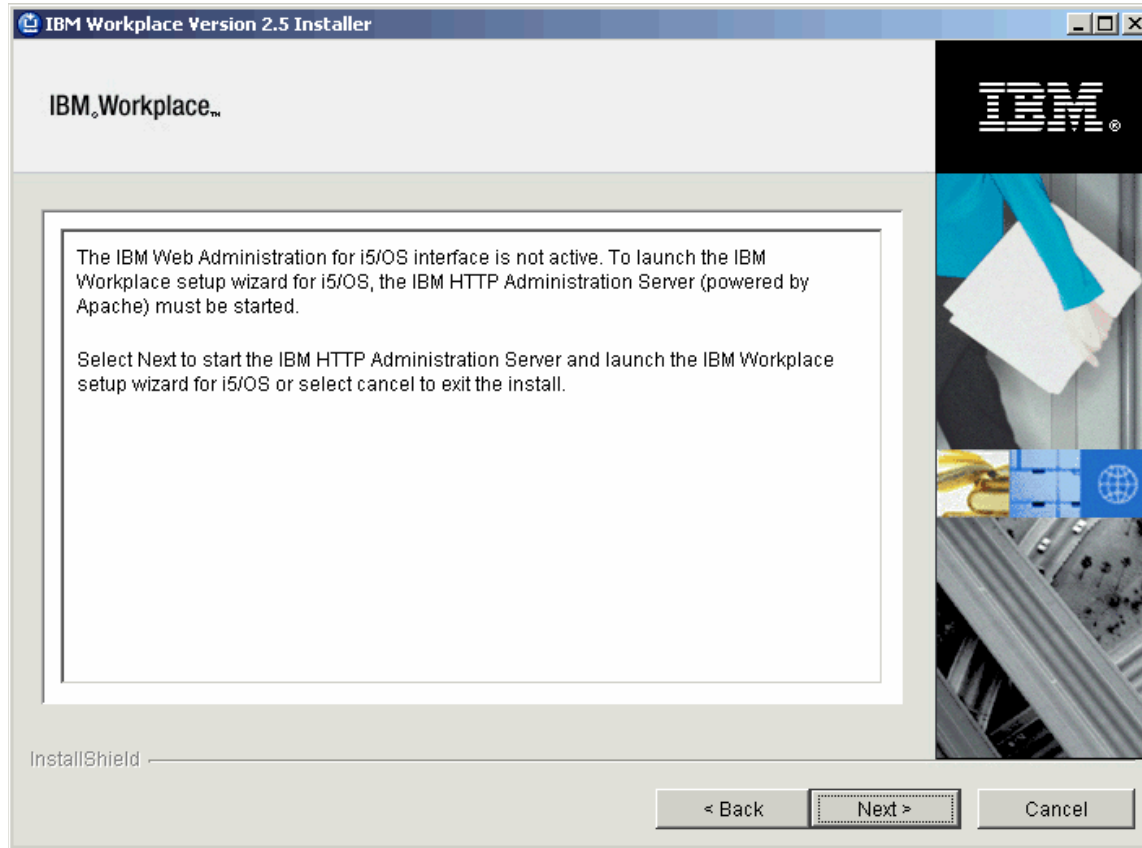 IBM Workplace Version 2.5 Installer
IBM® Workplace™
IBM®
The IBM Web Administration for i5/OS interface is not active. To launch the IBM
Workplace setup wizard for i5/OS, the IBM HTTP Administration Server (powered by
Apache) must be started.
Select Next to start the IBM HTTP Administration Server and launch the IBM Workplace
setup wizard for i5/OS or select cancel to exit the install.
InstallShield
< Back
Next >
Cancel